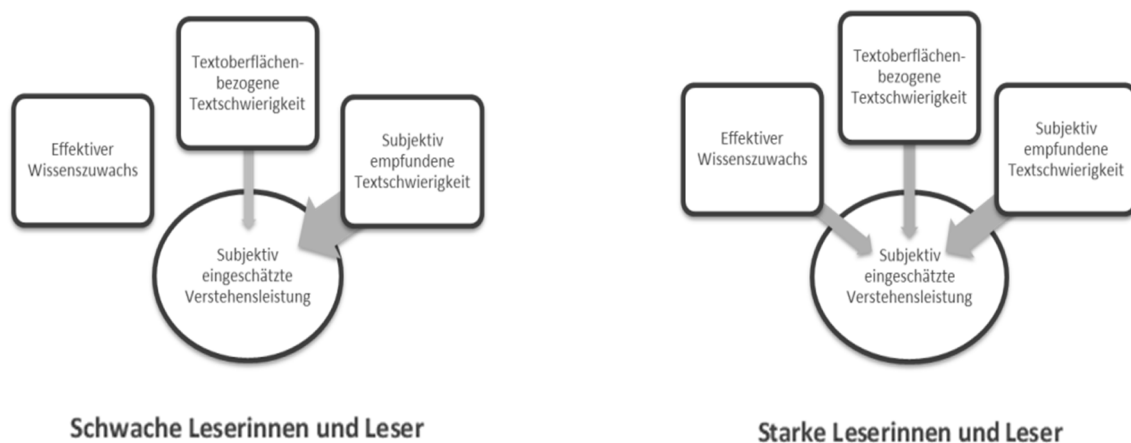 Textoberflächen-
bezogene
Textschwierigkeit
Effektiver
Wissenszuwachs
Subjektiv
empfundene
Textschwierigkeit
Subjektiv
eingeschätzte
Verstehensleistung
Schwache Leserinnen und Leser
Textoberflächen-
bezogene
Textschwierigkeit
Effektiver
Wissenszuwachs
Subjektiv
empfundene
Textschwierigkeit
Subjektiv
eingeschätzte
Verstehensleistung
Starke Leserinnen und Leser